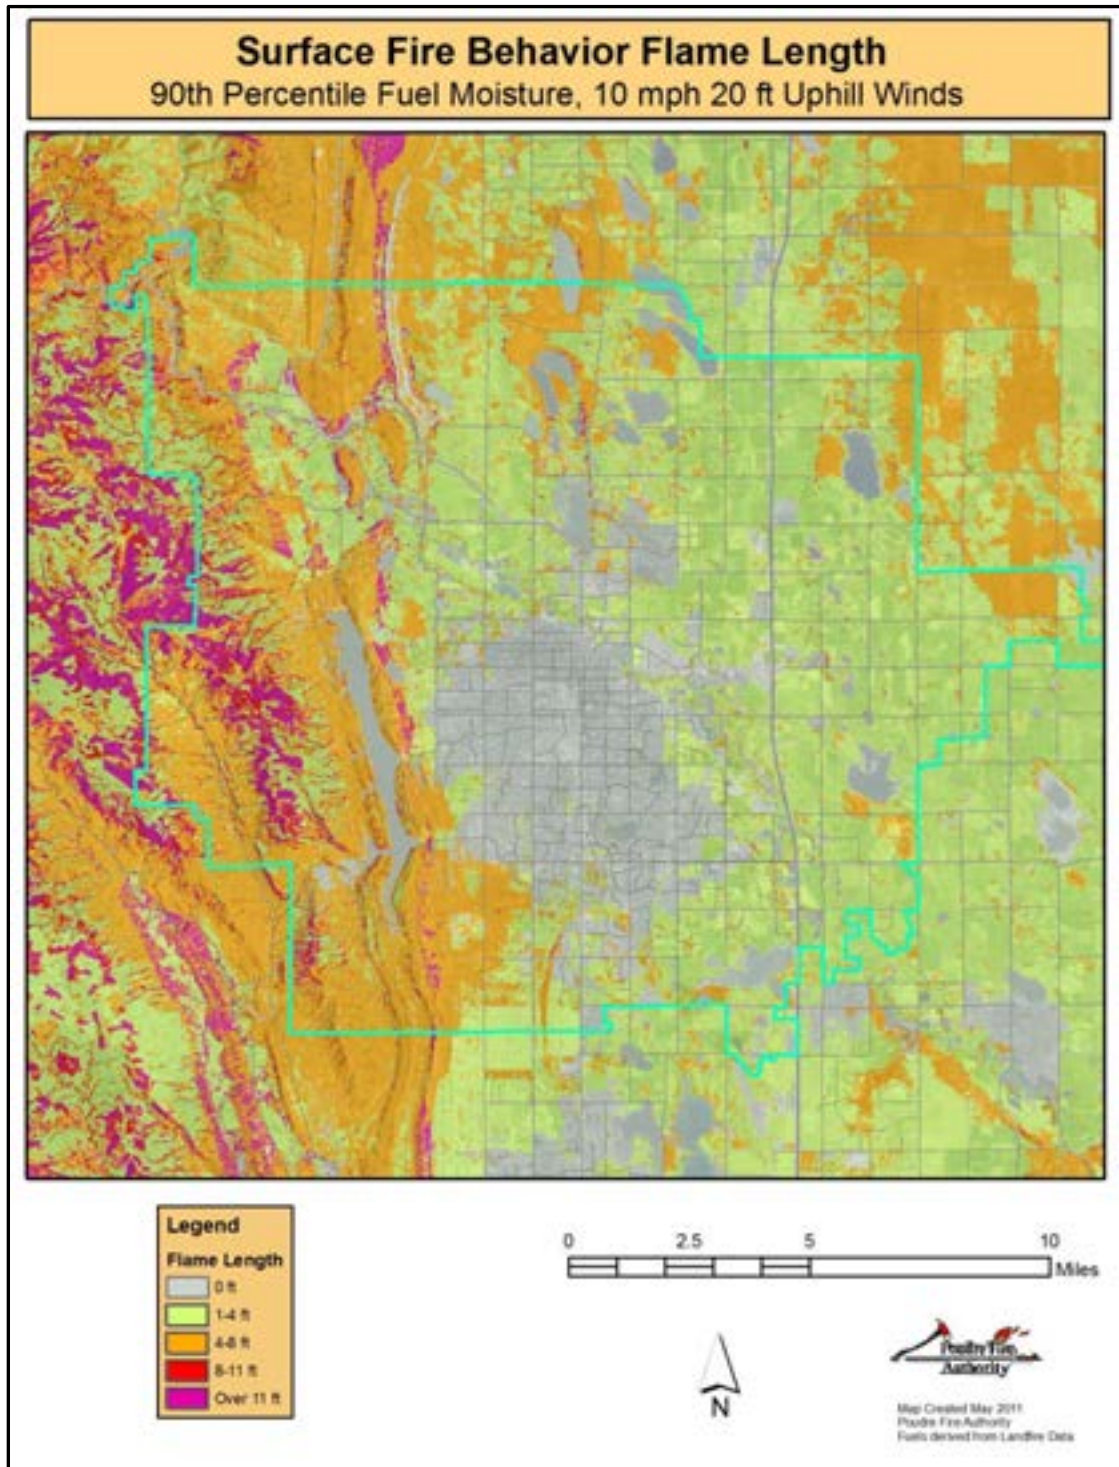 Surface Fire Behavior Flame Length
90th Percentile Fuel Moisture, 10 mph 20 ft Uphill Winds
Legend
Flame Length
0 ft
1-4 ft
4-8 ft
8-11 ft
Over 11 ft
0 2.5 5 10
Miles
N
Poudre Fire
Authority
Map Created May 2011
Poudre Fire Authority
Fuels derived from Landfire Data